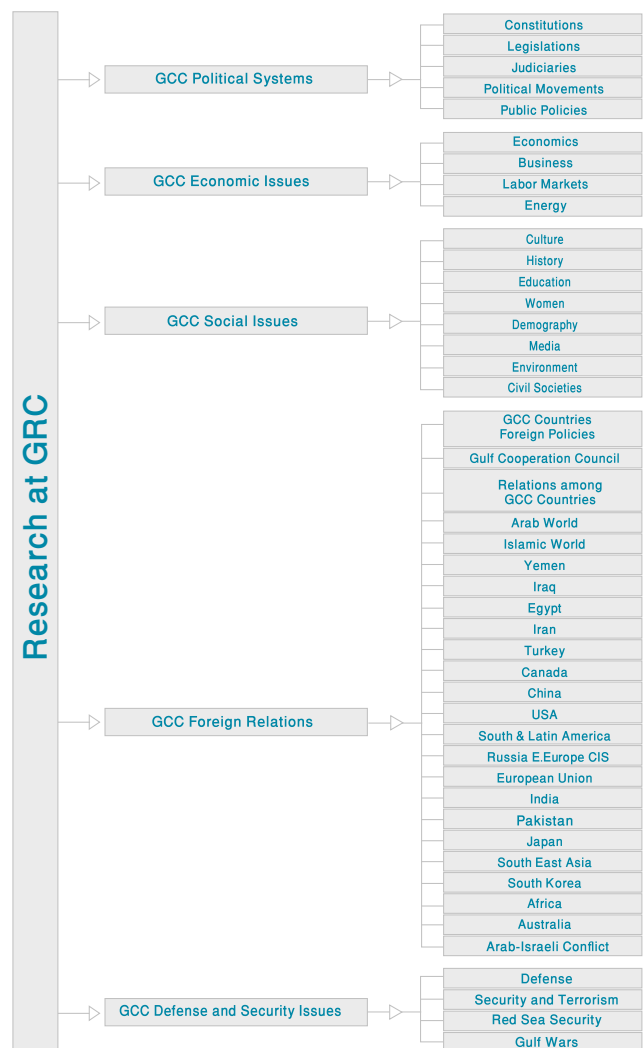 Research at GRC
GCC Political Systems
Constitutions
Legislations
Judiciaries
Political Movements
Public Policies
GCC Economic Issues
Economics
Business
Labor Markets
Energy
GCC Social Issues
Culture
History
Education
Women
Demography
Media
Environment
Civil Societies
GCC Foreign Relations
GCC Countries
Foreign Policies
Gulf Cooperation Council
Relations among
GCC Countries
Arab World
Islamic World
Yemen
Iraq
Egypt
Iran
Turkey
Canada
China
USA
South & Latin America
Russia E.Europe CIS
European Union
India
Pakistan
Japan
South East Asia
South Korea
Africa
Australia
Arab-Israeli Conflict
GCC Defense and Security Issues
Defense
Security and Terrorism
Red Sea Security
Gulf Wars